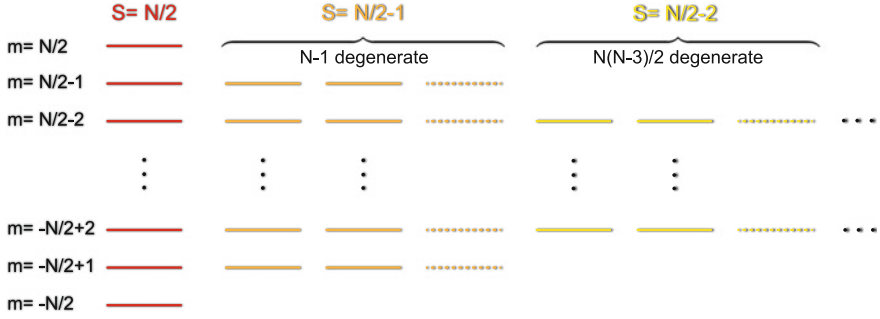 S= N/2 S= N/2-1 S= N/2-2
m= N/2
N-1 degenerate N(N-3)/2 degenerate
m= N/2-1
m= N/2-2
m= -N/2+2
m= -N/2+1
m= -N/2